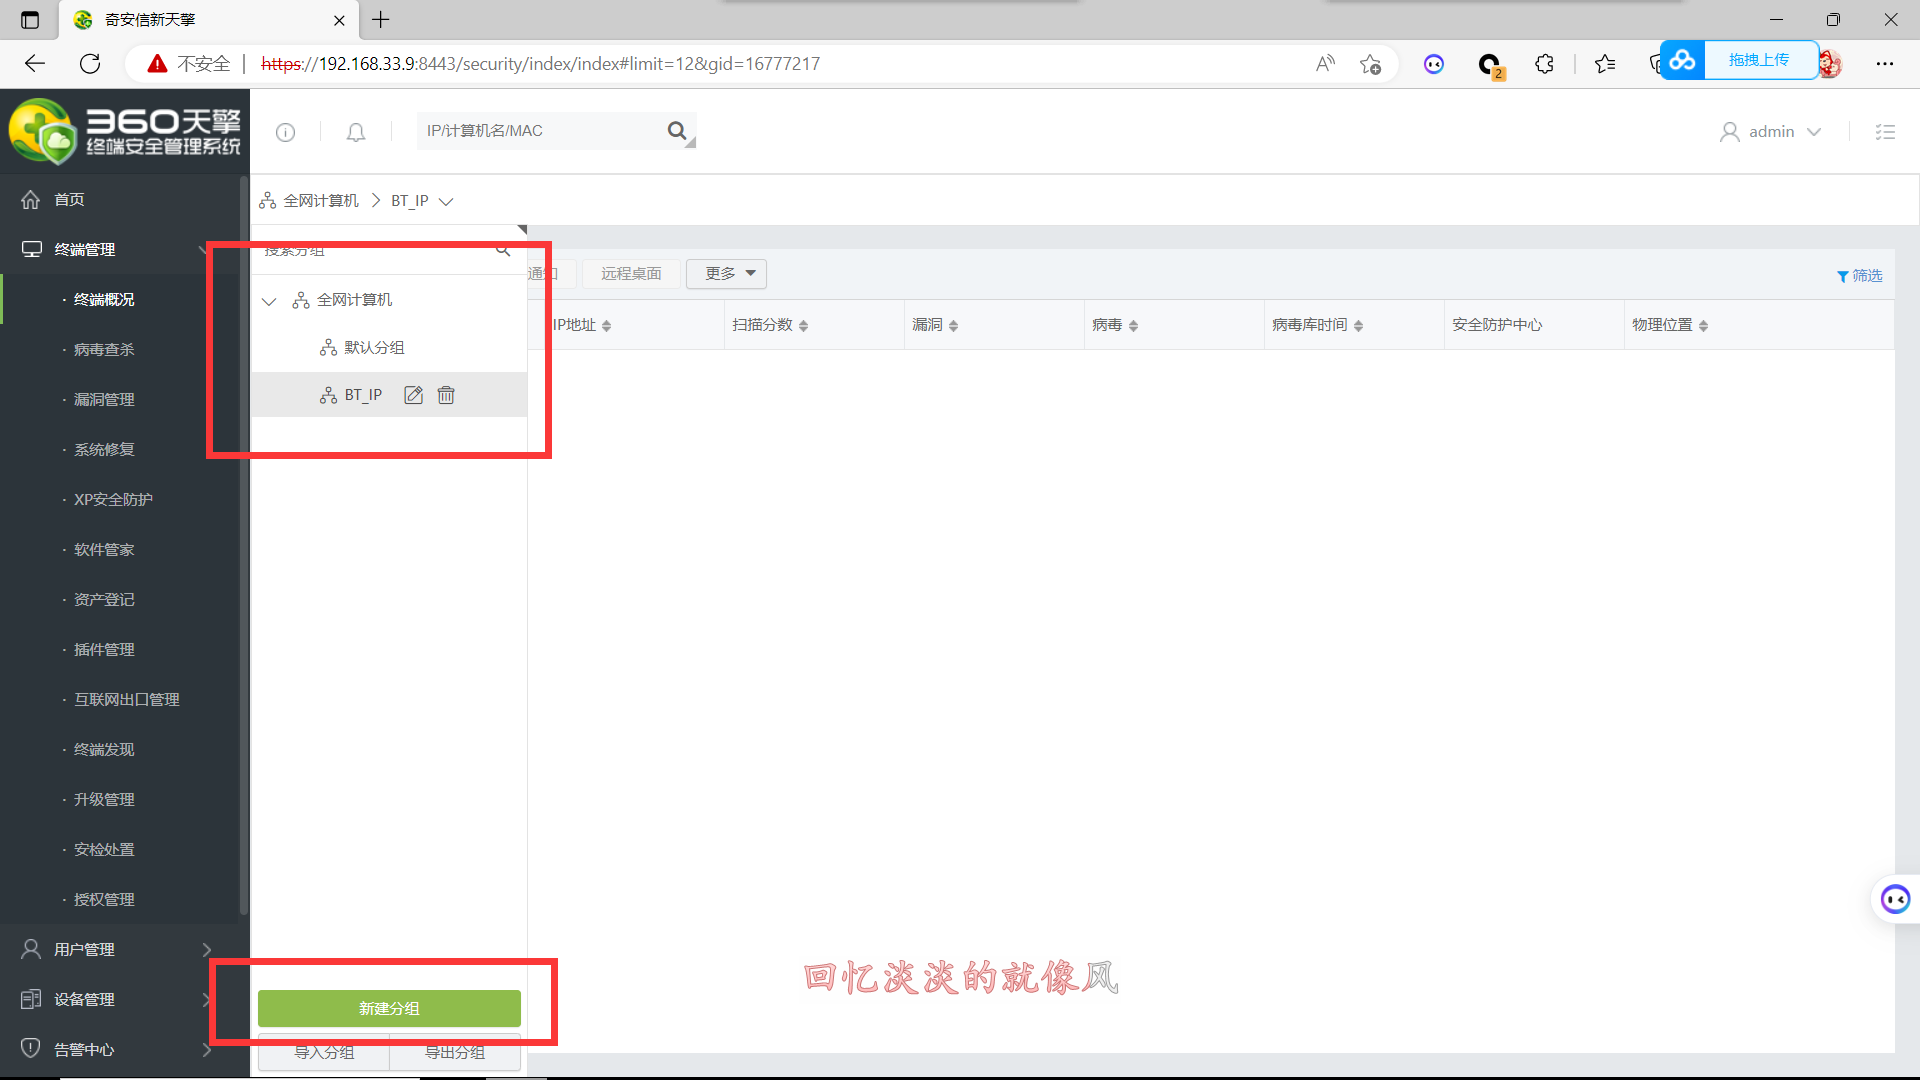 奇安信新天擎
不安全 https://192.168.33.9:8443/security/index/index#limit=12&gid=16777217
2
拖拽上传
360天擎
终端安全管理系统
IP/计算机名/MAC
admin
首页
终端管理
· 终端概况
· 病毒查杀
· 漏洞管理
· 系统修复
· XP安全防护
· 软件管家
· 资产登记
· 插件管理
· 互联网出口管理
· 终端发现
· 升级管理
· 安检处置
· 授权管理
用户管理
设备管理
告警中心
全网计算机 > BT_IP
搜索分组
全网计算机
默认分组
BT_IP
新建分组
导入分组 导出分组
通知 远程桌面 更多
筛选
IP地址 扫描分数 漏洞 病毒 病毒库时间 安全防护中心 物理位置
回忆淡淡的就像风